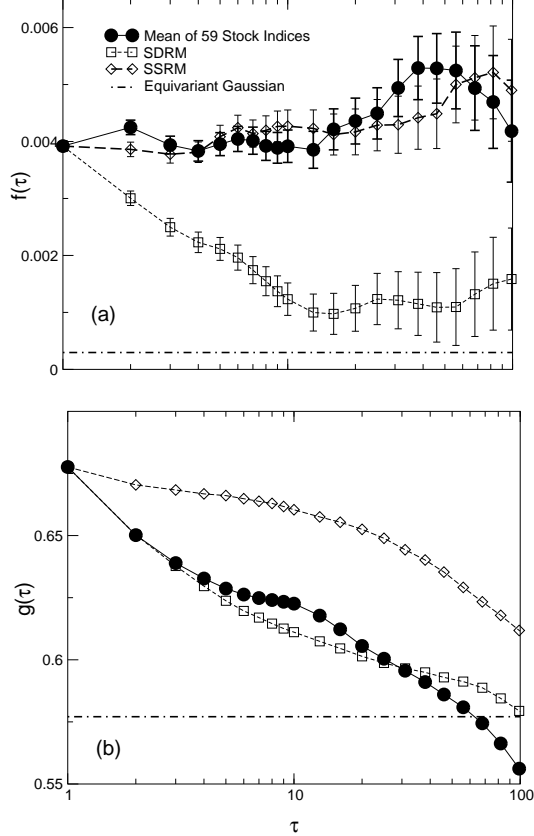 0.006
Mean of 59 Stock Indices
SDRM
SSRM
Equivariant Gaussian
0.004
f(τ)
0.002
(a)
0
0.65
g(τ)
0.6
(b)
0.55
1
10
100
τ